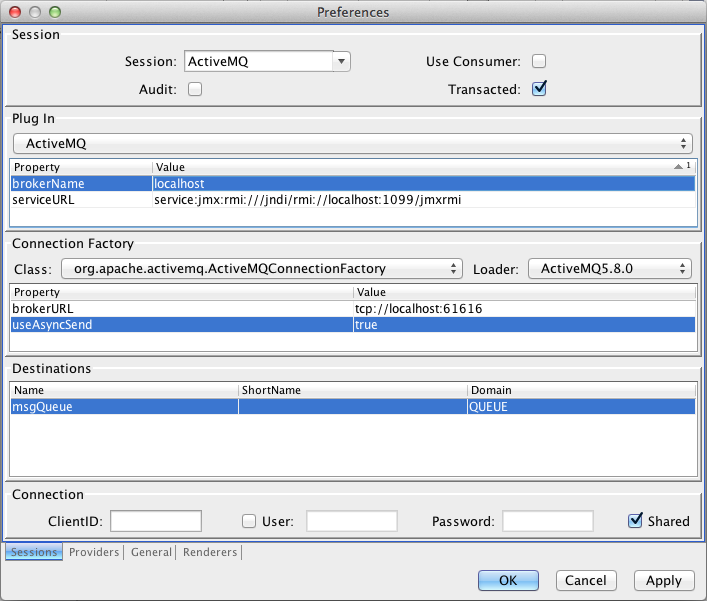 Preferences
Session
Session: ActiveMQ Use Consumer:
Audit: Transacted:
Plug In
ActiveMQ
Property Value 1
brokerName localhost
serviceURL service:jmx:rmi:///jndi/rmi://localhost:1099/jmxrmi
Connection Factory
Class: org.apache.activemq.ActiveMQConnectionFactory Loader: ActiveMQ5.8.0
Property Value
brokerURL tcp://localhost:61616
useAsyncSend true
Destinations
Name ShortName Domain
msgQueue QUEUE
Connection
ClientID: User: Password: Shared
Sessions Providers General Renderers
OK Cancel Apply